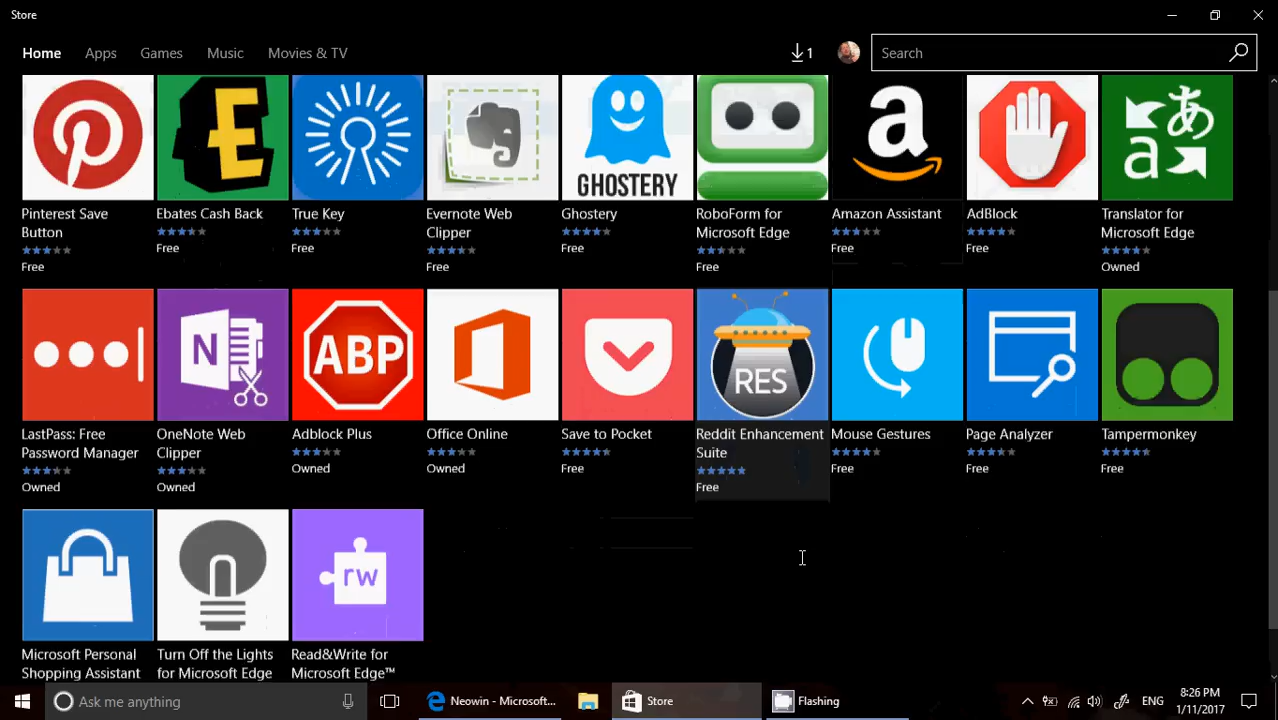 Store
Home Apps Games Music Movies & TV 1 Search
E GHOSTERY a あ a
Pinterest Save Button
Free
Ebates Cash Back
Free
True Key
Free
Evernote Web Clipper
Free
Ghostery
Free
RoboForm for Microsoft Edge
Free
Amazon Assistant
Free
AdBlock
Free
Translator for Microsoft Edge
Owned
N ABP RES
LastPass: Free Password Manager
Owned
OneNote Web Clipper
Owned
Adblock Plus
Owned
Office Online
Owned
Save to Pocket
Free
Reddit Enhancement Suite
Free
Mouse Gestures
Free
Page Analyzer
Free
Tampermonkey
Free
rw
Microsoft Personal Shopping Assistant
Turn Off the Lights for Microsoft Edge
Read&Write for Microsoft Edge™
Ask me anything Neowin - Microsoft... Store Flashing ENG 8:26 PM
1/11/2017